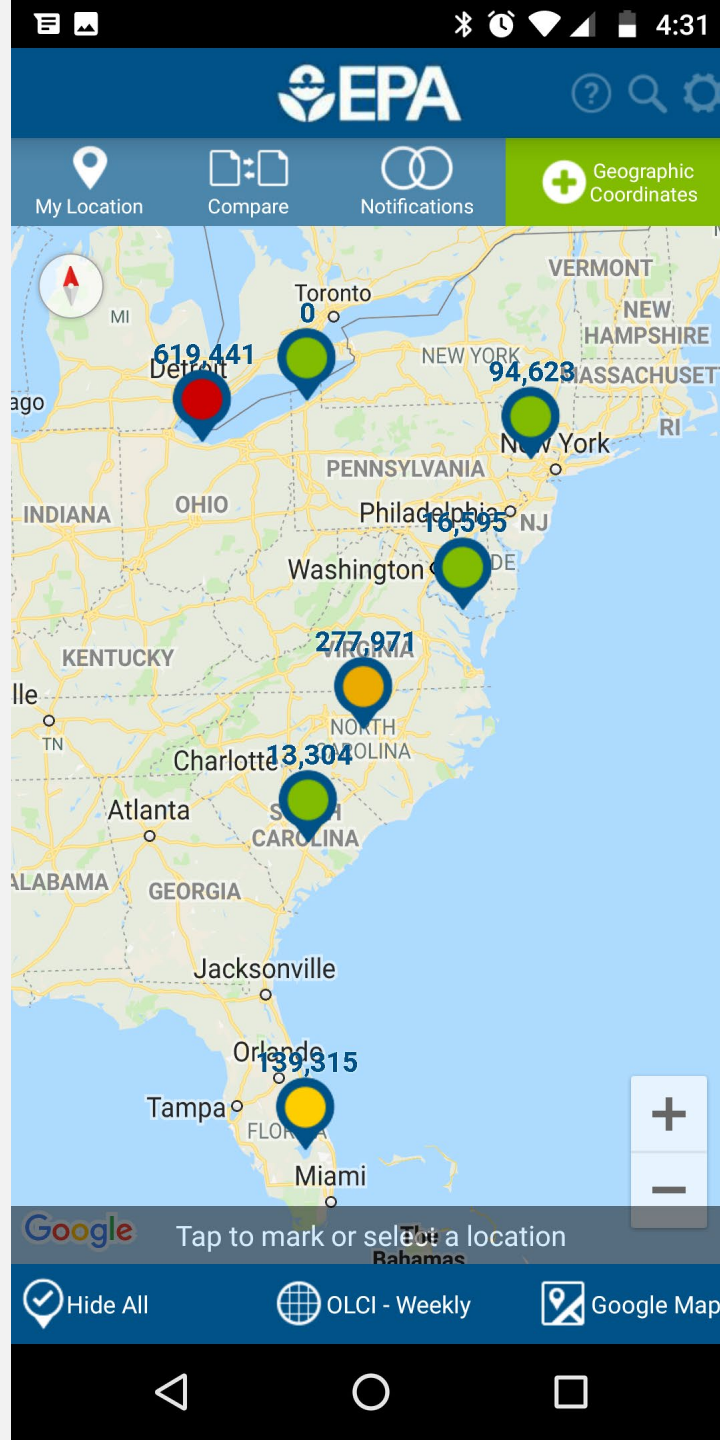 4:31
EPA
?
My Location
Compare
Notifications
Geographic
Coordinates
VERMONT
Toronto
MI
0
NEW
HAMPSHIRE
619,441
Detroit
NEW YORK
94,623
MASSACHUSET
ago
RI
New York
PENNSYLVANIA
OHIO
INDIANA
Philadelphia
16,595
NJ
Washington
DE
277,971
VIRGINIA
KENTUCKY
lle
TN
NORTH
CAROLINA
Charlotte
13,304
Atlanta
SOUTH
CAROLINA
ALABAMA
GEORGIA
Jacksonville
Orlando
139,315
Tampa
FLORIDA
Miami
Google
Tap to mark or select a location
The
Bahamas
Hide All
OLCI - Weekly
Google Map